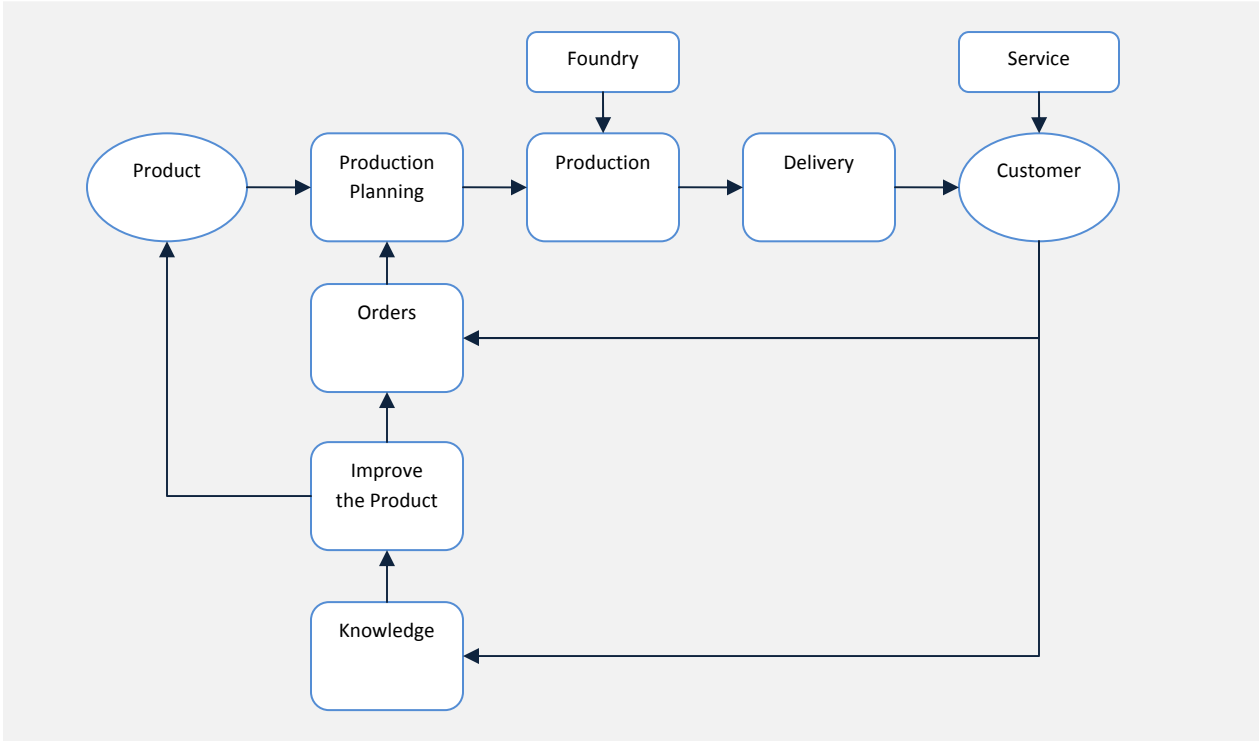 Foundry
Service
Product
Production
Planning
Production
Delivery
Customer
Orders
Improve
the Product
Knowledge